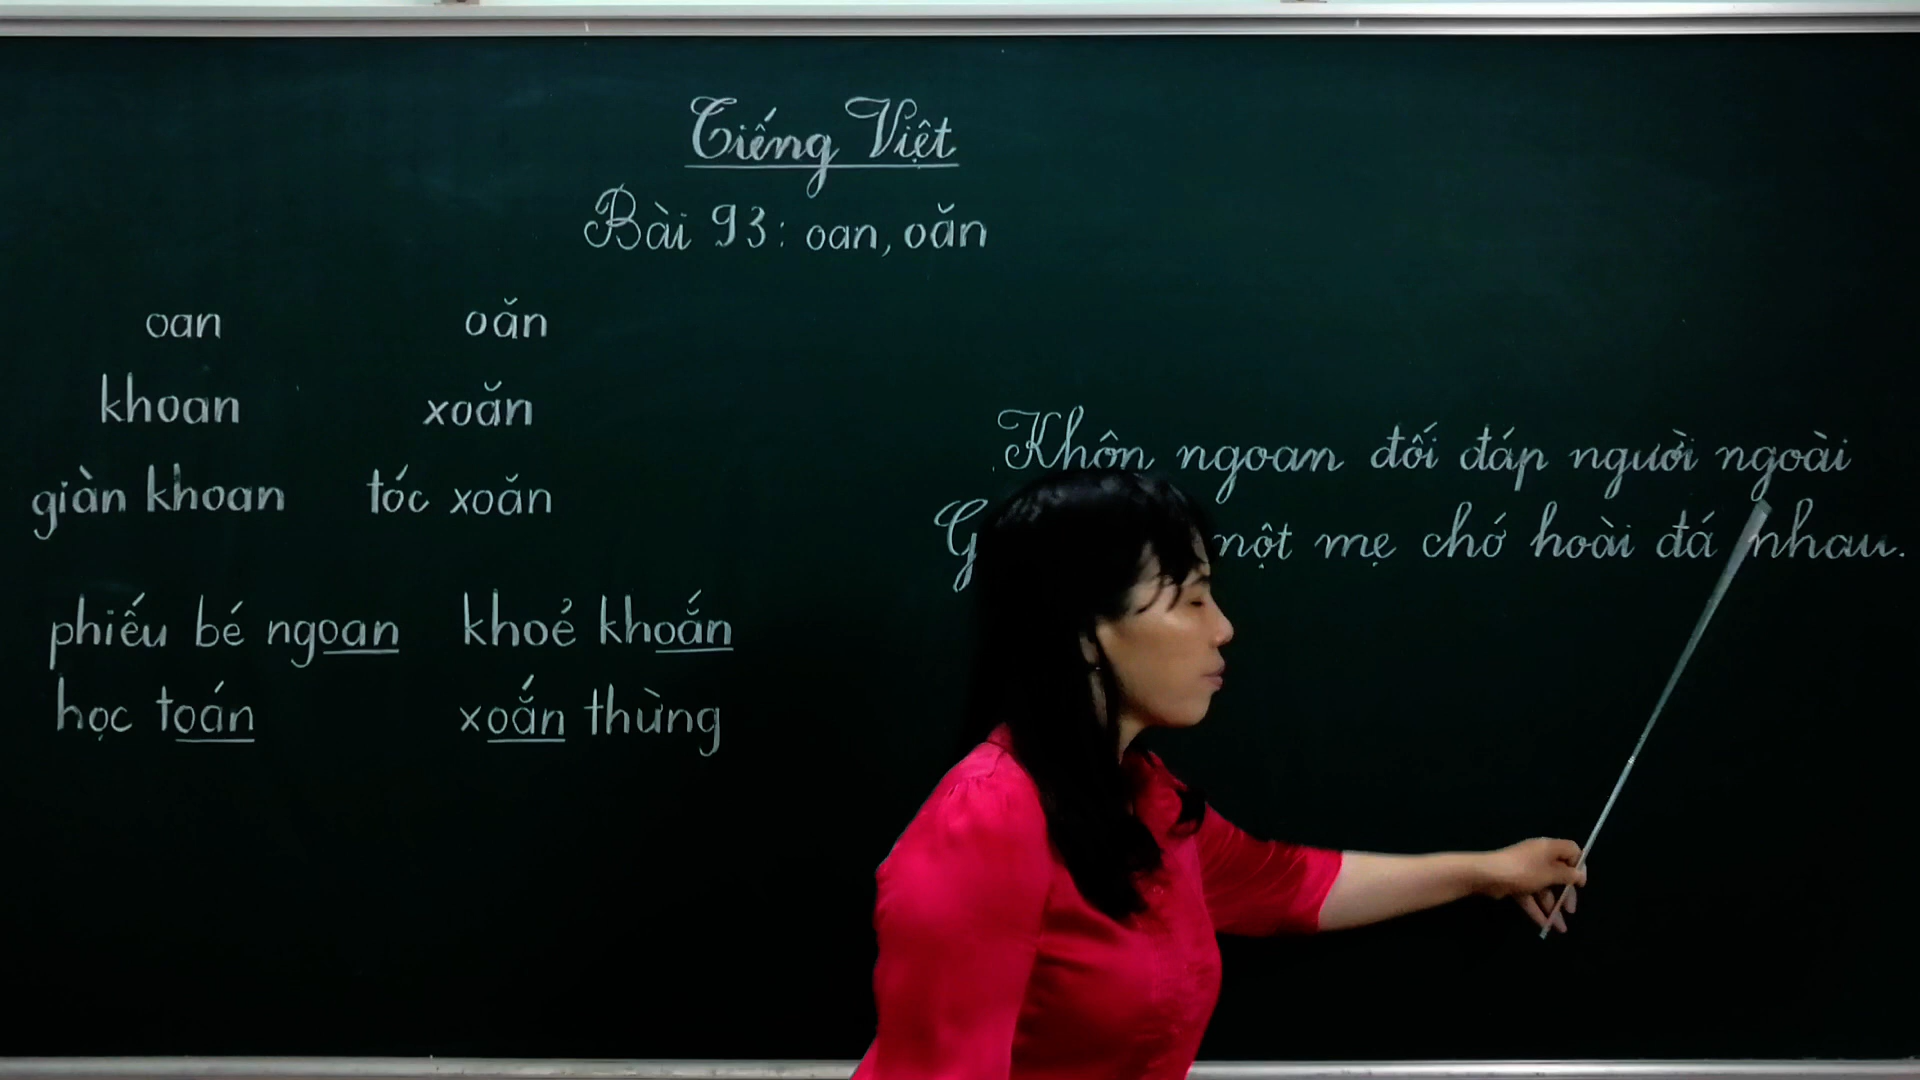 Tiếng Việt
Bài 93: oan, oăn
oan oăn
khoan xoăn
giàn khoan tóc xoăn
phiếu bé ngoan khoẻ khoắn
học toán xoắn thừng
Khôn ngoan đối đáp người ngoài
một mẹ chớ hoài đá nhau.